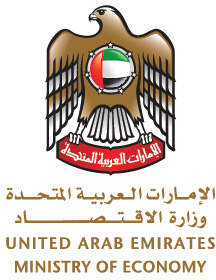 الإمارات العربية المتحدة
الإمارات العربية المتحدة
وزارة الاقتصاد
UNITED ARAB EMIRATES
MINISTRY OF ECONOMY